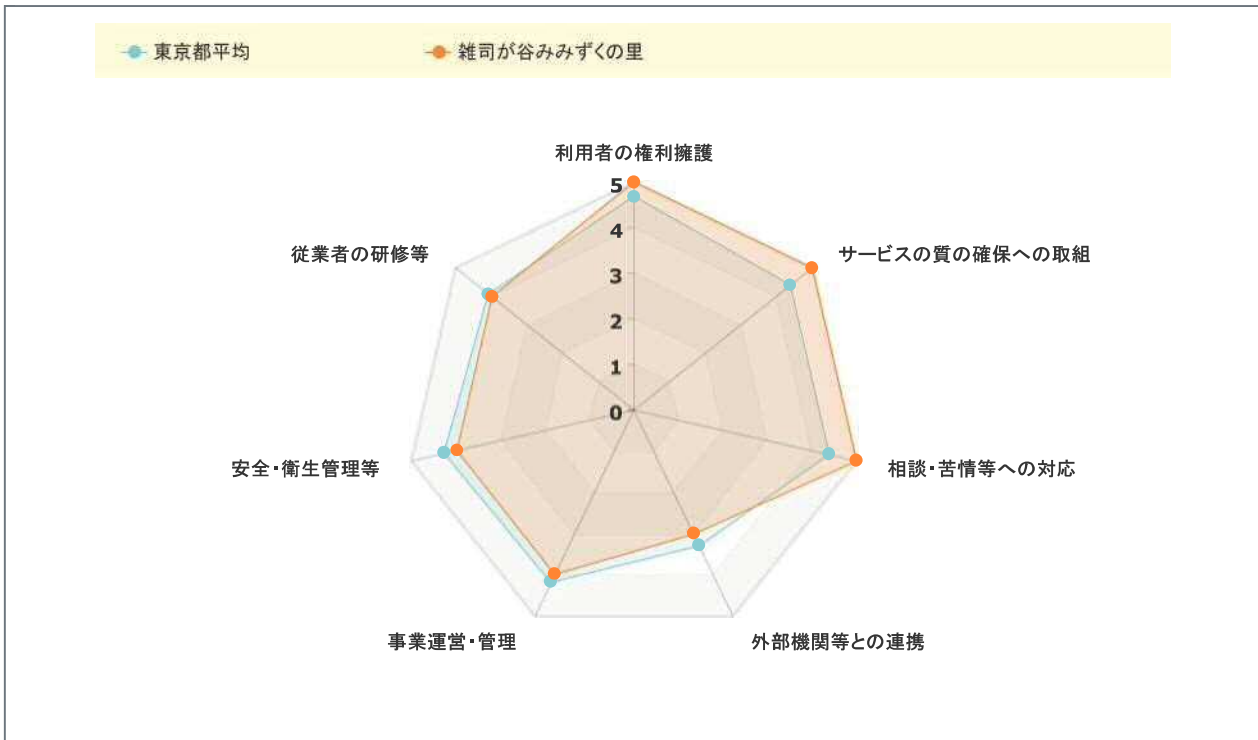 東京都平均
雑司が谷みみずくの里
利用者の権利擁護
5
従業者の研修等
サービスの質の確保への取組
4
3
2
1
0
安全・衛生管理等
相談・苦情等への対応
事業運営・管理
外部機関等との連携